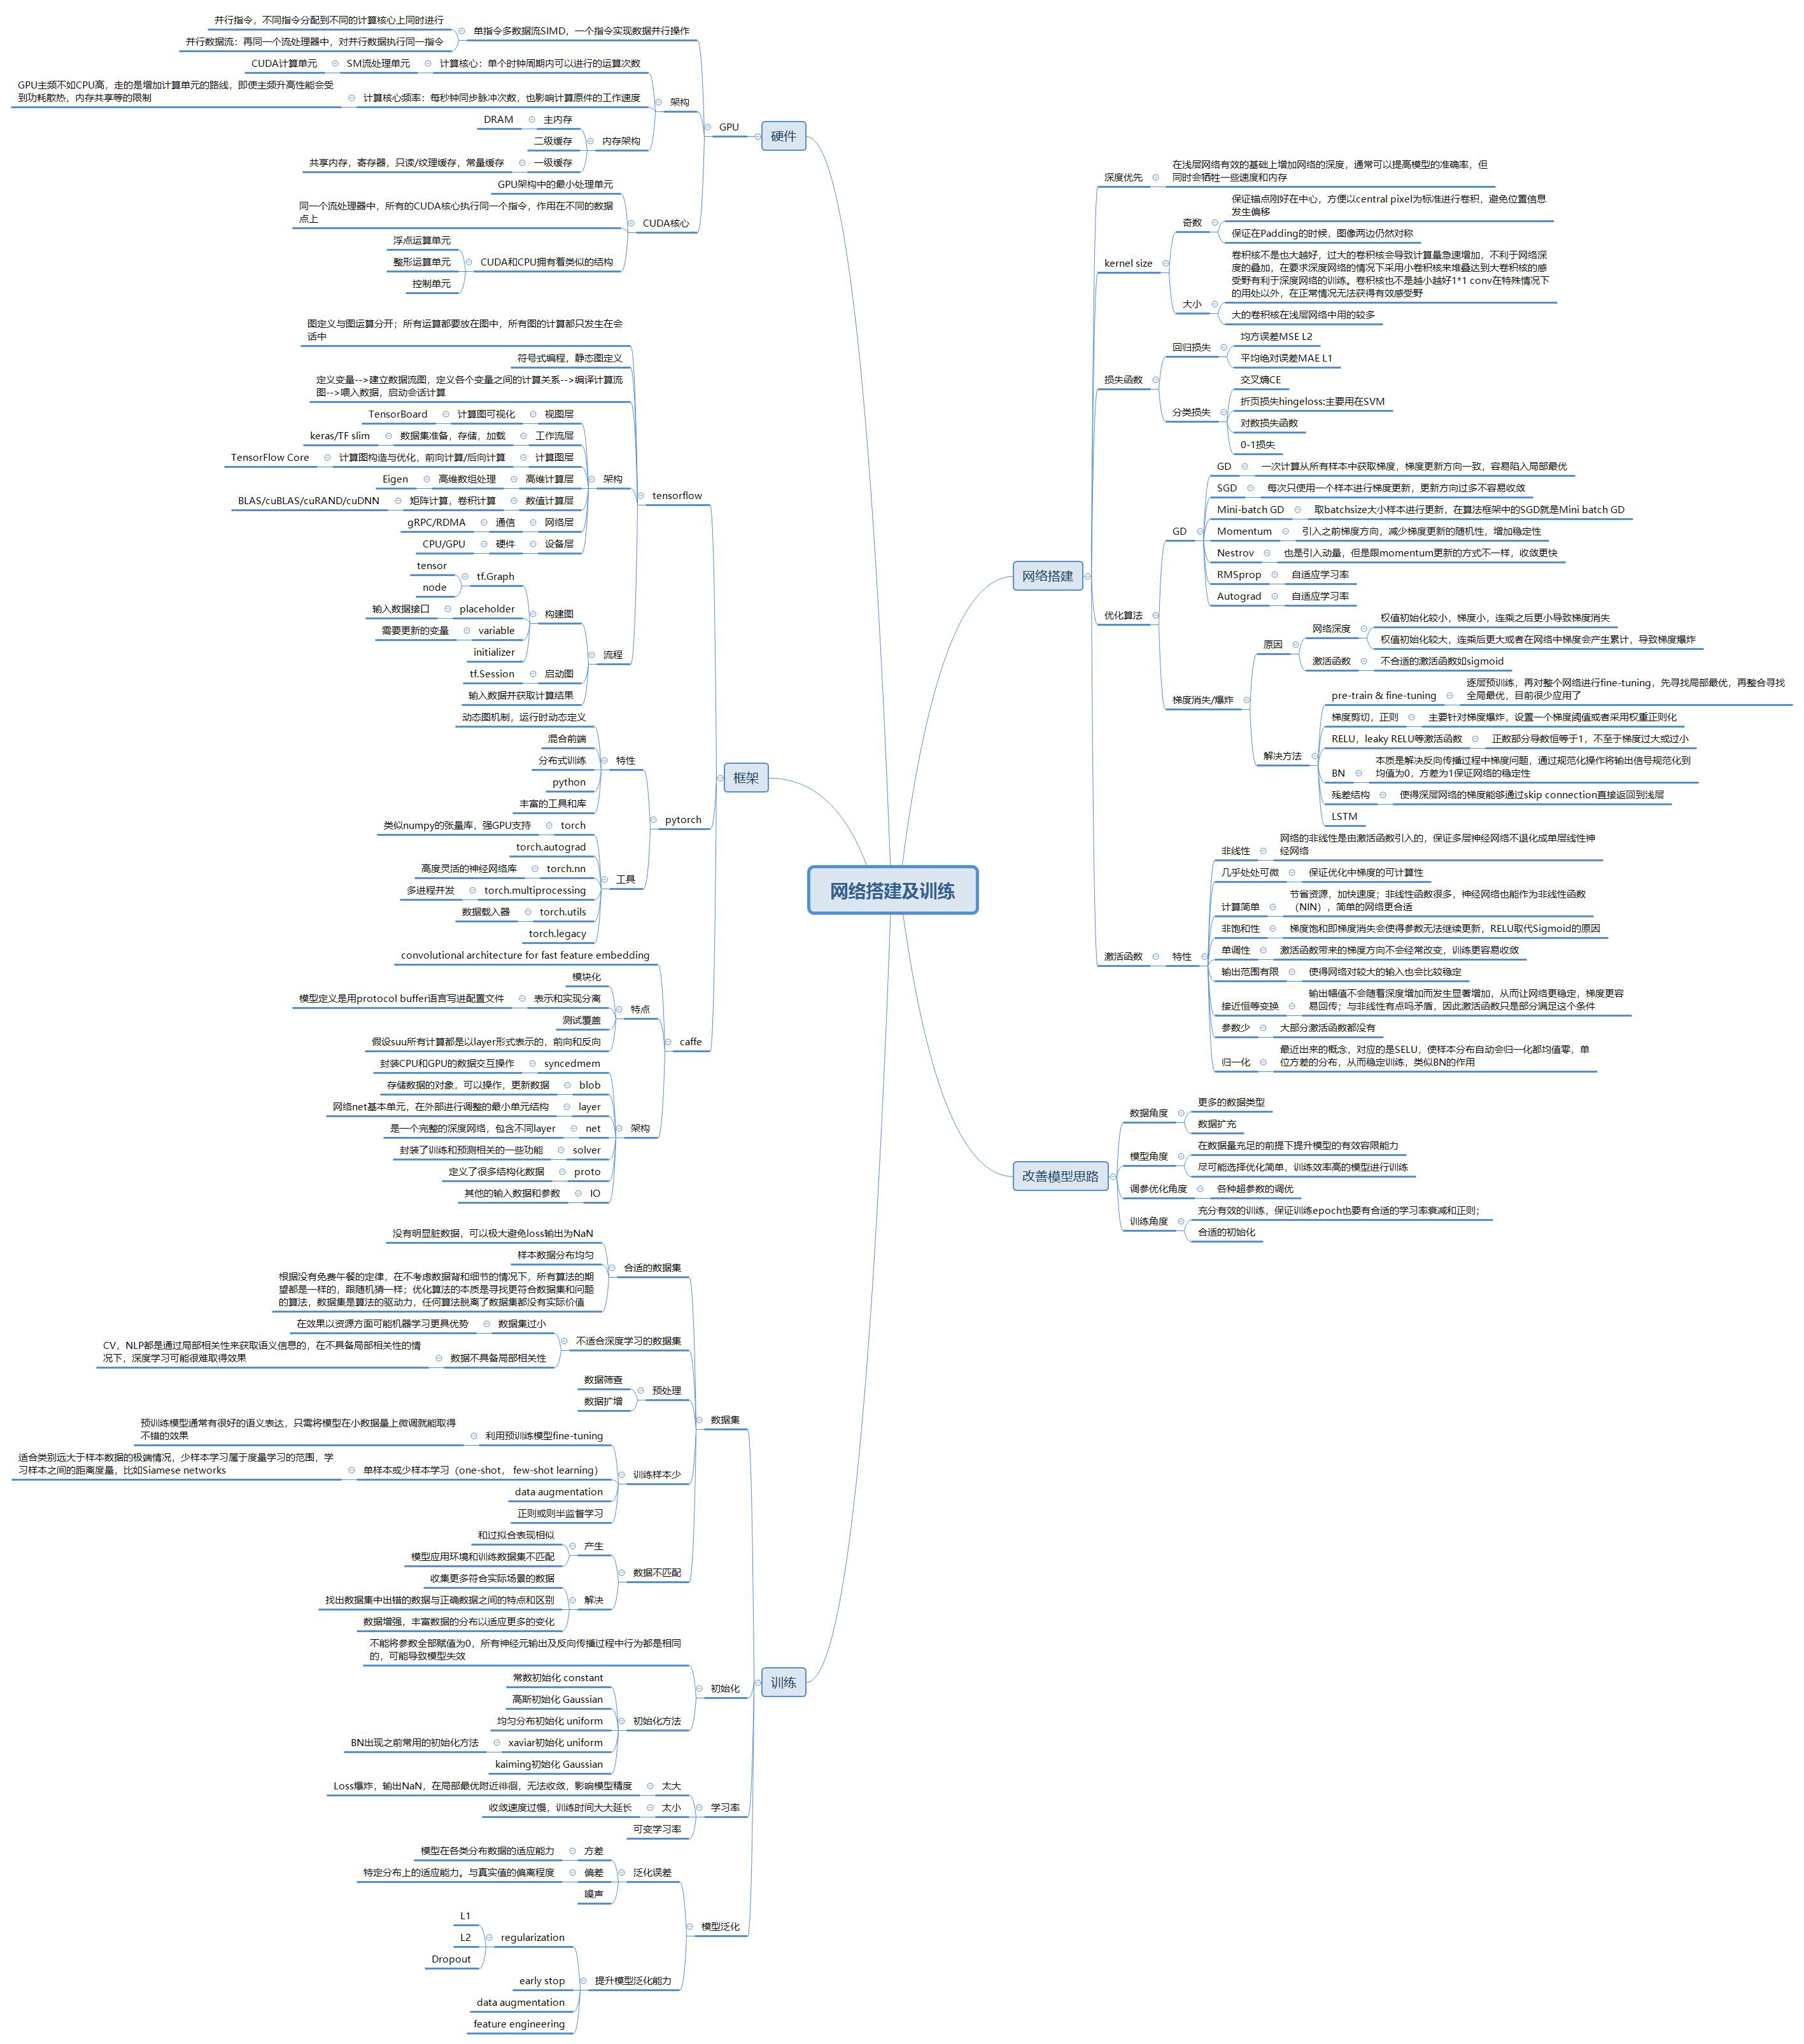 网络搭建及训练
硬件
GPU
单指令多数据流SIMD，一个指令实现数据并行操作
并行指令，不同指令分配到不同的计算核心上同时进行
并行数据流：再同一个流处理器中，对并行数据执行同一指令
架构
计算核心：单个时钟周期内可以进行的运算次数
SM流处理单元
CUDA计算单元
计算核心频率：每秒钟同步脉冲次数，也影响计算原件的工作速度
GPU主频不如CPU高，走的是增加计算单元的路线，即使主频升高性能会受
到功耗散热，内存共享等的限制
内存架构
主内存
DRAM
二级缓存
一级缓存
共享内存，寄存器，只读/纹理缓存，常量缓存
CUDA核心
GPU架构中的最小处理单元
同一个流处理器中，所有的CUDA核心执行同一个指令，作用在不同的数据
点上
CUDA和CPU拥有着类似的结构
浮点运算单元
整形运算单元
控制单元
框架
tensorflow
图定义与图运算分开；所有运算都要放在图中，所有图的计算都只发生在会
话中
符号式编程，静态图定义
定义变量-->建立数据流图，定义各个变量之间的计算关系-->编译计算流
图-->喂入数据，启动会话计算
架构
视图层
计算图可视化
TensorBoard
工作流层
数据集准备，存储，加载
keras/TF slim
计算图层
计算图构造与优化，前向计算/后向计算
TensorFlow Core
高维计算层
高维数组处理
Eigen
数值计算层
矩阵计算，卷积计算
BLAS/cuBLAS/cuRAND/cuDNN
网络层
通信
gRPC/RDMA
设备层
硬件
CPU/GPU
流程
构建图
tf.Graph
tensor
node
placeholder
输入数据接口
variable
需要更新的变量
initializer
启动图
tf.Session
输入数据并获取计算结果
pytorch
特性
动态图机制，运行时动态定义
混合前端
分布式训练
python
丰富的工具和库
工具
torch
类似numpy的张量库，强GPU支持
torch.autograd
torch.nn
高度灵活的神经网络库
torch.multiprocessing
多进程并发
torch.utils
数据载入器
torch.legacy
caffe
convolutional architecture for fast feature embedding
特点
模块化
表示和实现分离
模型定义是用protocol buffer语言写进配置文件
测试覆盖
假设suu所有计算都是以layer形式表示的，前向和反向
架构
syncedmem
封装CPU和GPU的数据交互操作
blob
存储数据的对象，可以操作，更新数据
layer
网络net基本单元，在外部进行调整的最小单元结构
net
是一个完整的深度网络，包含不同layer
solver
封装了训练和预测相关的一些功能
proto
定义了很多结构化数据
IO
其他的输入数据和参数
训练
数据集
合适的数据集
没有明显脏数据，可以极大避免loss输出为NaN
样本数据分布均匀
根据没有免费午餐的定律，在不考虑数据背和细节的情况下，所有算法的期
望都是一样的，跟随机猜一样；优化算法的本质是寻找更符合数据集和问题
的算法，数据集是算法的驱动力，任何算法脱离了数据集都没有实际价值
不适合深度学习的数据集
数据集过小
在效果以资源方面可能机器学习更具优势
数据不具备局部相关性
CV，NLP都是通过局部相关性来获取语义信息的，在不具备局部相关性的情
况下，深度学习可能很难取得效果
预处理
数据筛查
数据扩增
训练样本少
利用预训练模型fine-tuning
预训练模型通常有很好的语义表达，只需将模型在小数据量上微调就能取得
不错的效果
单样本或少样本学习（one-shot， few-shot learning）
适合类别远大于样本数据的极端情况，少样本学习属于度量学习的范围，学
习样本之间的距离度量，比如Siamese networks
data augmentation
正则或则半监督学习
数据不匹配
产生
和过拟合表现相似
模型应用环境和训练数据集不匹配
解决
收集更多符合实际场景的数据
找出数据集中出错的数据与正确数据之间的特点和区别
数据增强，丰富数据的分布以适应更多的变化
初始化
不能将参数全部赋值为0，所有神经元输出及反向传播过程中行为都是相同
的，可能导致模型失效
初始化方法
常数初始化 constant
高斯初始化 Gaussian
均匀分布初始化 uniform
xaviar初始化 uniform
BN出现之前常用的初始化方法
kaiming初始化 Gaussian
学习率
太大
Loss爆炸，输出NaN，在局部最优附近徘徊，无法收敛，影响模型精度
太小
收敛速度过慢，训练时间大大延长
可变学习率
模型泛化
泛化误差
方差
模型在各类分布数据的适应能力
偏差
特定分布上的适应能力。与真实值的偏离程度
噪声
提升模型泛化能力
regularization
L1
L2
Dropout
early stop
data augmentation
feature engineering
网络搭建
深度优先
在浅层网络有效的基础上增加网络的深度，通常可以提高模型的准确率，但
同时会牺牲一些速度和内存
kernel size
奇数
保证锚点刚好在中心，方便以central pixel为标准进行卷积，避免位置信息
发生偏移
保证在Padding的时候，图像两边仍然对称
大小
卷积核不是也大越好，过大的卷积核会导致计算量急速增加，不利于网络深
度的叠加，在要求深度网络的情况下采用小卷积核来堆叠达到大卷积核的感
受野有利于深度网络的训练。卷积核也不是越小越好1*1 conv在特殊情况下
的用处以外，在正常情况无法获得有效感受野
大的卷积核在浅层网络中用的较多
损失函数
回归损失
均方误差MSE L2
平均绝对误差MAE L1
分类损失
交叉熵CE
折页损失hingeloss:主要用在SVM
对数损失函数
0-1损失
优化算法
GD
GD
一次计算从所有样本中获取梯度，梯度更新方向一致，容易陷入局部最优
SGD
每次只使用一个样本进行梯度更新，更新方向过多不容易收敛
Mini-batch GD
取batchsize大小样本进行更新，在算法框架中的SGD就是Mini batch GD
Momentum
引入之前梯度方向，减少梯度更新的随机性，增加稳定性
Nestrov
也是引入动量，但是跟momentum更新的方式不一样，收敛更快
RMSprop
自适应学习率
Autograd
自适应学习率
梯度消失/爆炸
原因
网络深度
权值初始化较小，梯度小，连乘之后更小导致梯度消失
权值初始化较大，连乘后更大或者在网络中梯度会产生累计，导致梯度爆炸
激活函数
不合适的激活函数如sigmoid
解决方法
pre-train & fine-tuning
逐层预训练，再对整个网络进行fine-tuning，先寻找局部最优，再整合寻找
全局最优，目前很少应用了
梯度剪切，正则
主要针对梯度爆炸，设置一个梯度阈值或者采用权重正则化
RELU，leaky RELU等激活函数
正数部分导数恒等于1，不至于梯度过大或过小
BN
本质是解决反向传播过程中梯度问题，通过规范化操作将输出信号规范化到
均值为0，方差为1保证网络的稳定性
残差结构
使得深层网络的梯度能够通过skip connection直接返回到浅层
LSTM
激活函数
特性
非线性
网络的非线性是由激活函数引入的，保证多层神经网络不退化成单层线性神
经网络
几乎处处可微
保证优化中梯度的可计算性
计算简单
节省资源，加快速度；非线性函数很多，神经网络也能作为非线性函数
（NIN），简单的网络更合适
非饱和性
梯度饱和即梯度消失会使得参数无法继续更新，RELU取代Sigmoid的原因
单调性
激活函数带来的梯度方向不会经常改变，训练更容易收敛
输出范围有限
使得网络对较大的输入也会比较稳定
接近恒等变换
输出幅值不会随着深度增加而发生显著增加，从而让网络更稳定，梯度更容
易回传；与非线性有点吗矛盾，因此激活函数只是部分满足这个条件
参数少
大部分激活函数都没有
归一化
最近出来的概念，对应的是SELU，使样本分布自动会归一化都均值零，单
位方差的分布，从而稳定训练，类似BN的作用
改善模型思路
数据角度
更多的数据类型
数据扩充
模型角度
在数据量充足的前提下提升模型的有效容限能力
尽可能选择优化简单，训练效率高的模型进行训练
调参优化角度
各种超参数的调优
训练角度
充分有效的训练，保证训练epoch也要有合适的学习率衰减和正则；
合适的初始化